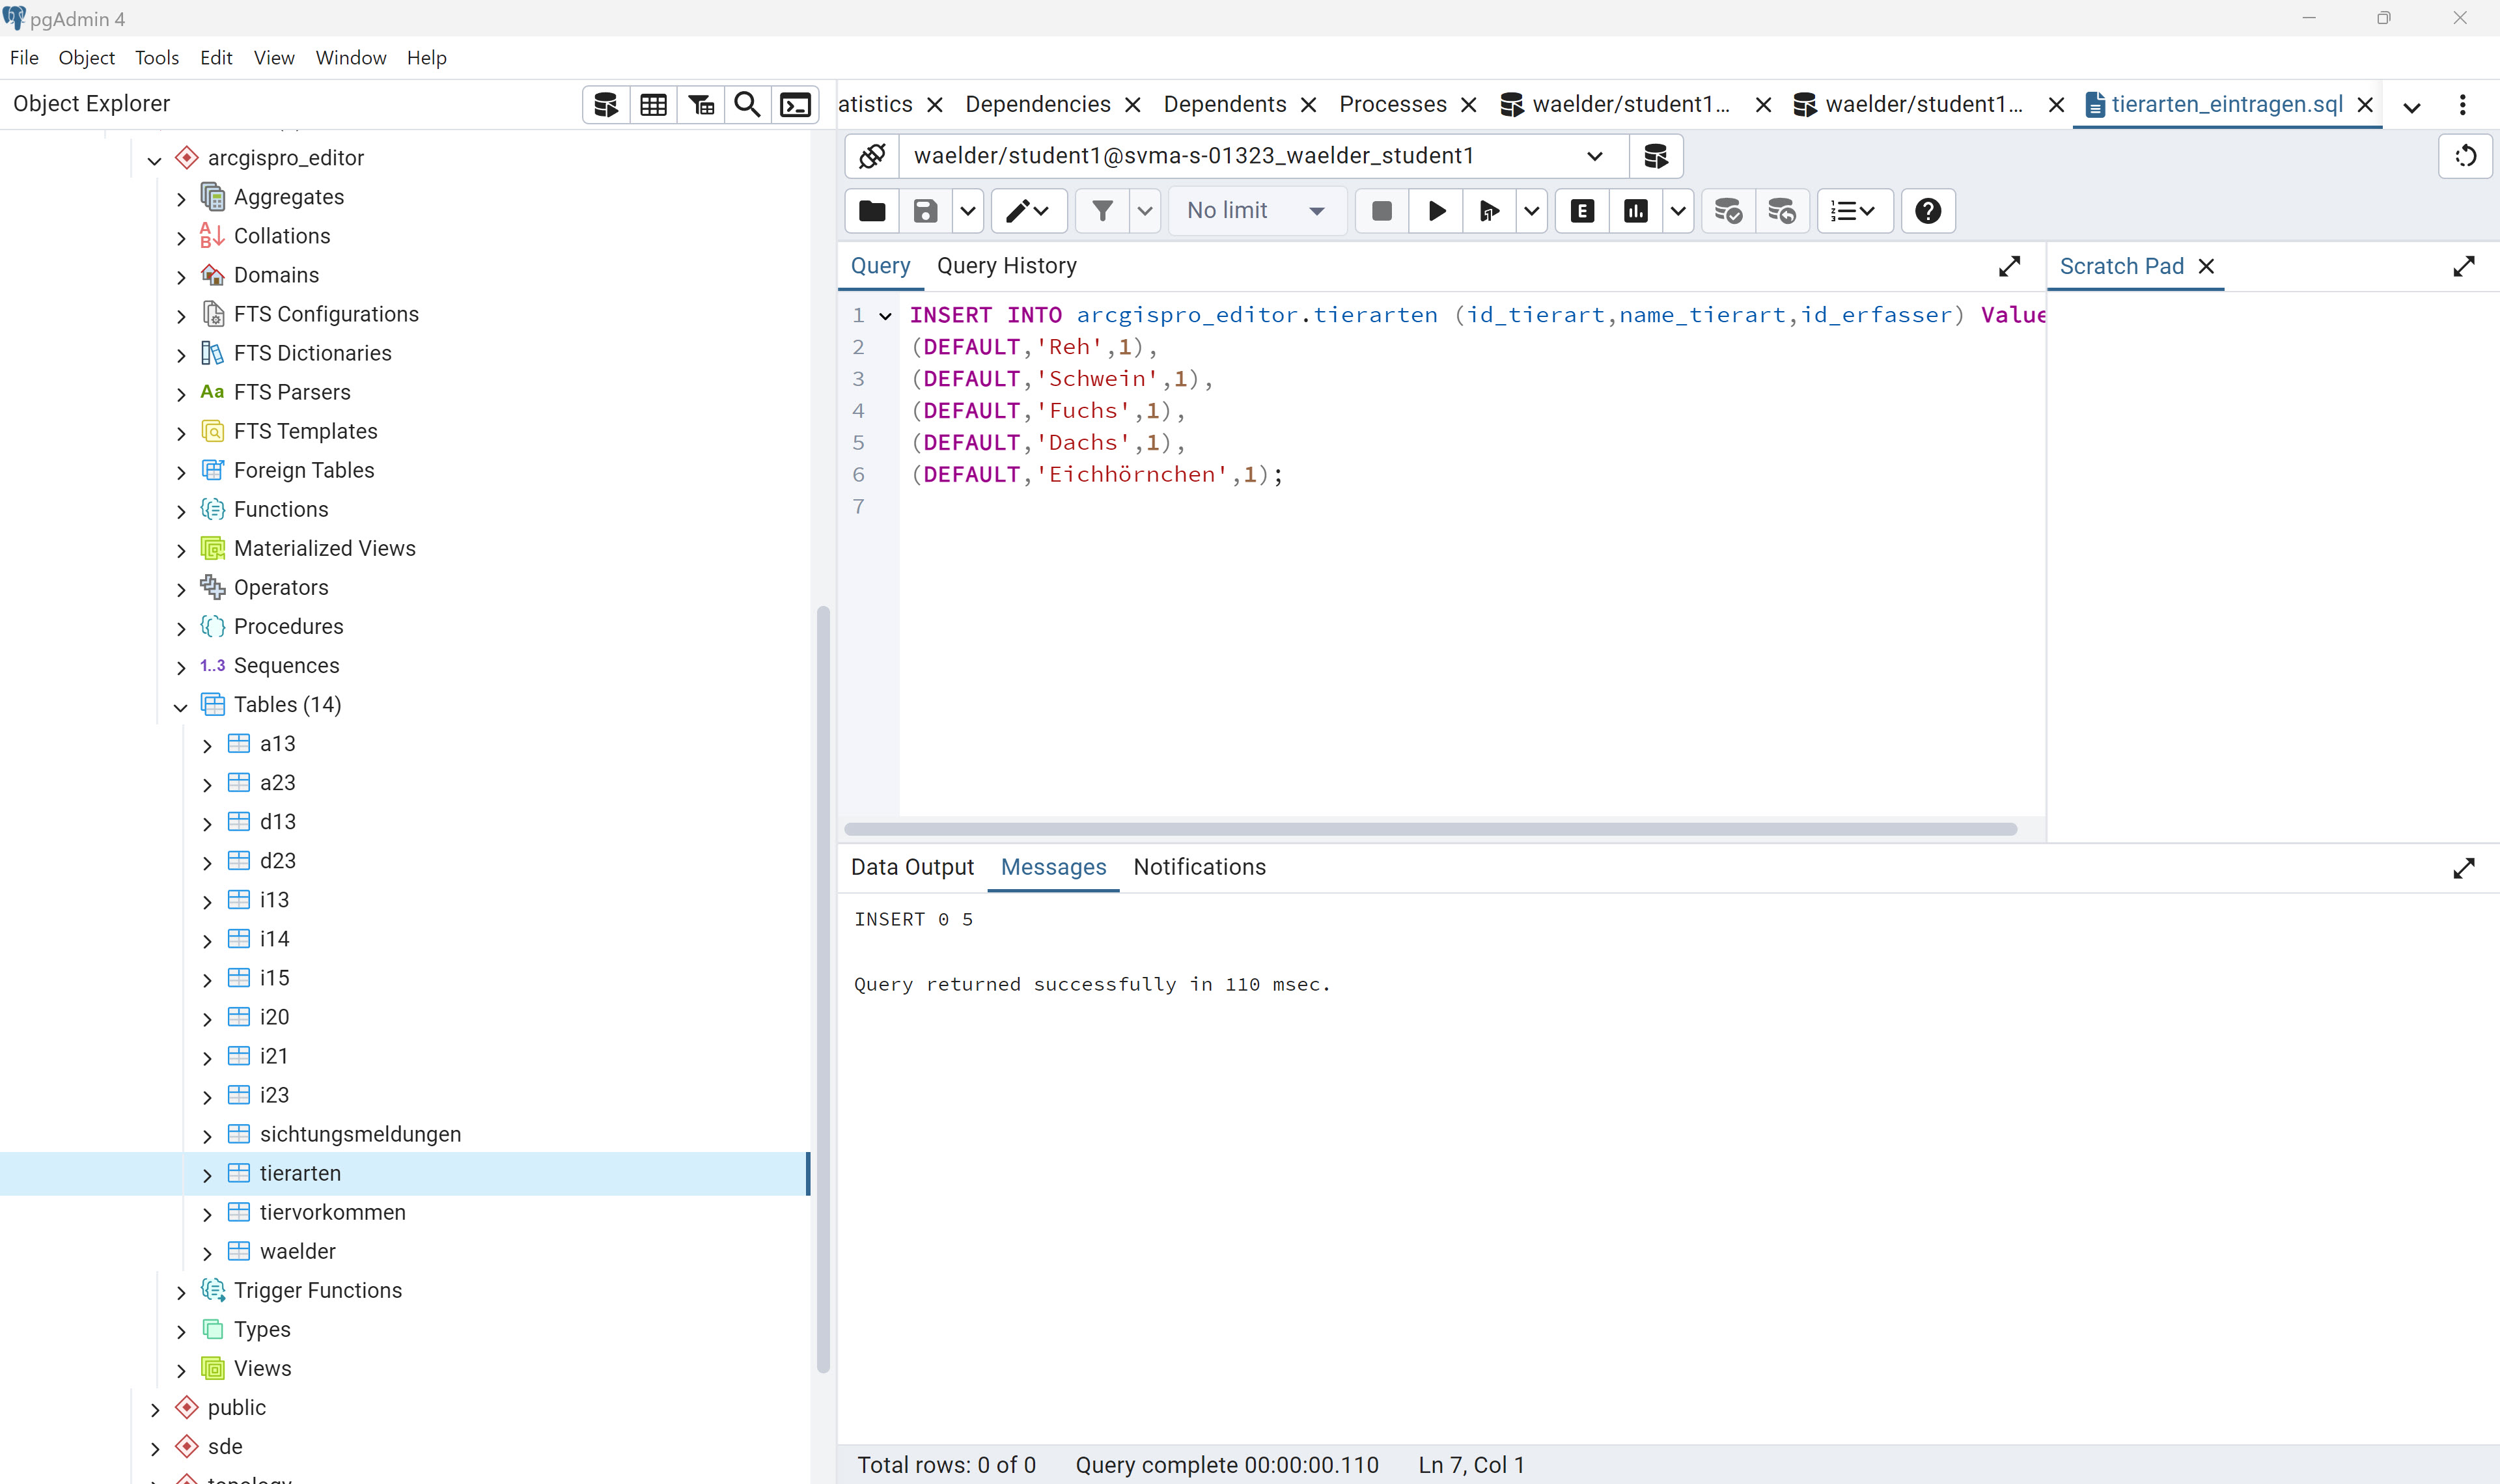 pgAdmin 4
File Object Tools Edit View Window Help
Object Explorer
atistics Dependencies Dependents Processes waelder/student1... waelder/student1... tierarten_eintragen.sql
arcgispro_editor
Aggregates
Collations
Domains
FTS Configurations
FTS Dictionaries
Aa FTS Parsers
FTS Templates
Foreign Tables
Functions
Materialized Views
Operators
Procedures
1..3 Sequences
Tables (14)
a13
a23
d13
d23
i13
i14
i15
i20
i21
i23
sichtungsmeldungen
tierarten
tiervorkommen
waelder
Trigger Functions
Types
Views
public
sde
waelder/student1@svma-s-01323_waelder_student1
No limit
Query Query History
Scratch Pad
1 INSERT INTO arcgispro_editor.tierarten (id_tierart,name_tierart,id_erfasser) Value
2 (DEFAULT,'Reh',1),
3 (DEFAULT,'Schwein',1),
4 (DEFAULT,'Fuchs',1),
5 (DEFAULT,'Dachs',1),
6 (DEFAULT,'Eichhörnchen',1);
7
Data Output Messages Notifications
INSERT 0 5
Query returned successfully in 110 msec.
Total rows: 0 of 0 Query complete 00:00:00.110 Ln 7, Col 1